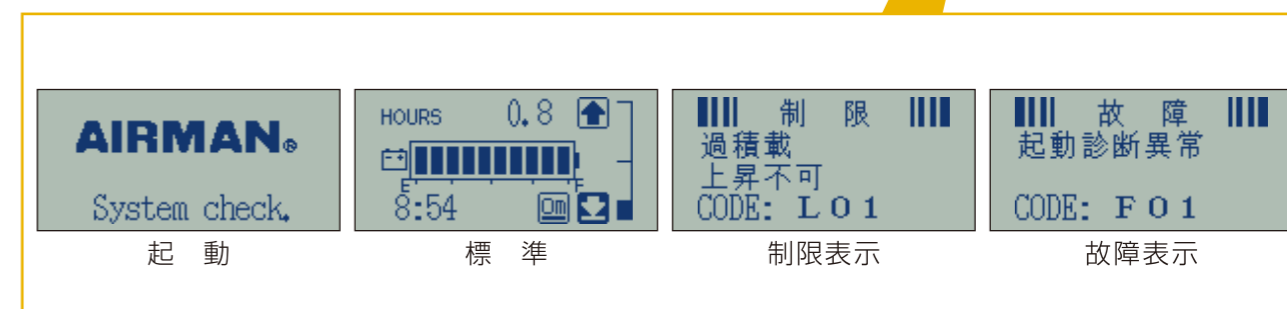 AIRMAN®
System check.
起 動
HOURS 0.8
E F
8:54 0m
標 準
制 限
過積載
上昇不可
CODE: L01
制限表示
故 障
起動診断異常
CODE: F01
故障表示